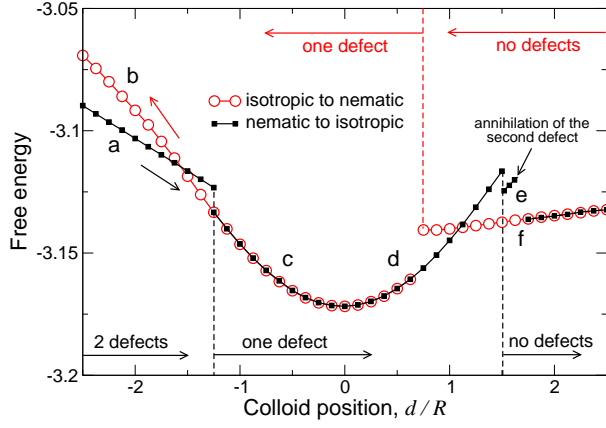 -3.05
one defect
no defects
b
isotropic to nematic
nematic to isotropic
annihilation of the
second defect
-3.1
a
e
Free energy
f
-3.15
c
d
2 defects
one defect
no defects
-3.2
-2
-1
0
1
2
Colloid position, d/R